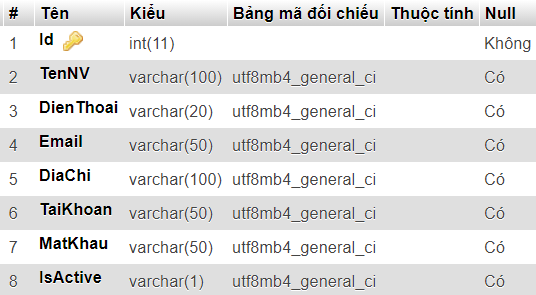 # Tên Kiểu Bảng mã đối chiếu Thuộc tính Null
1 Id int(11) Không
2 TenNV varchar(100) utf8mb4_general_ci Có
3 DienThoai varchar(20) utf8mb4_general_ci Có
4 Email varchar(50) utf8mb4_general_ci Có
5 DiaChi varchar(100) utf8mb4_general_ci Có
6 TaiKhoan varchar(50) utf8mb4_general_ci Có
7 MatKhau varchar(50) utf8mb4_general_ci Có
8 IsActive varchar(1) utf8mb4_general_ci Có